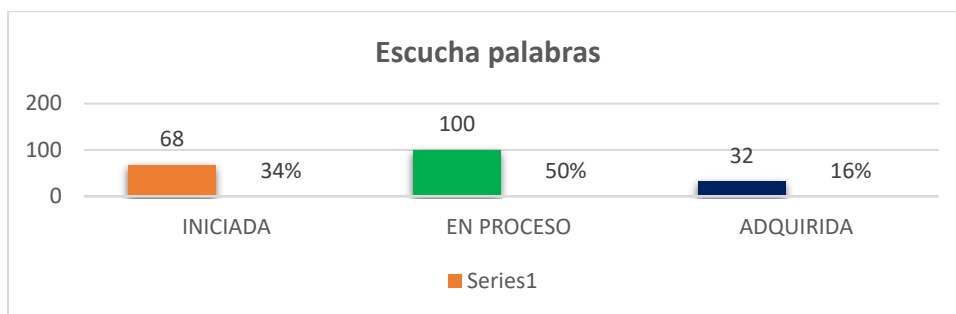 Escucha palabras
200
100
0
68
34%
100
50%
32
16%
INICIADA
EN PROCESO
ADQUIRIDA
Series1